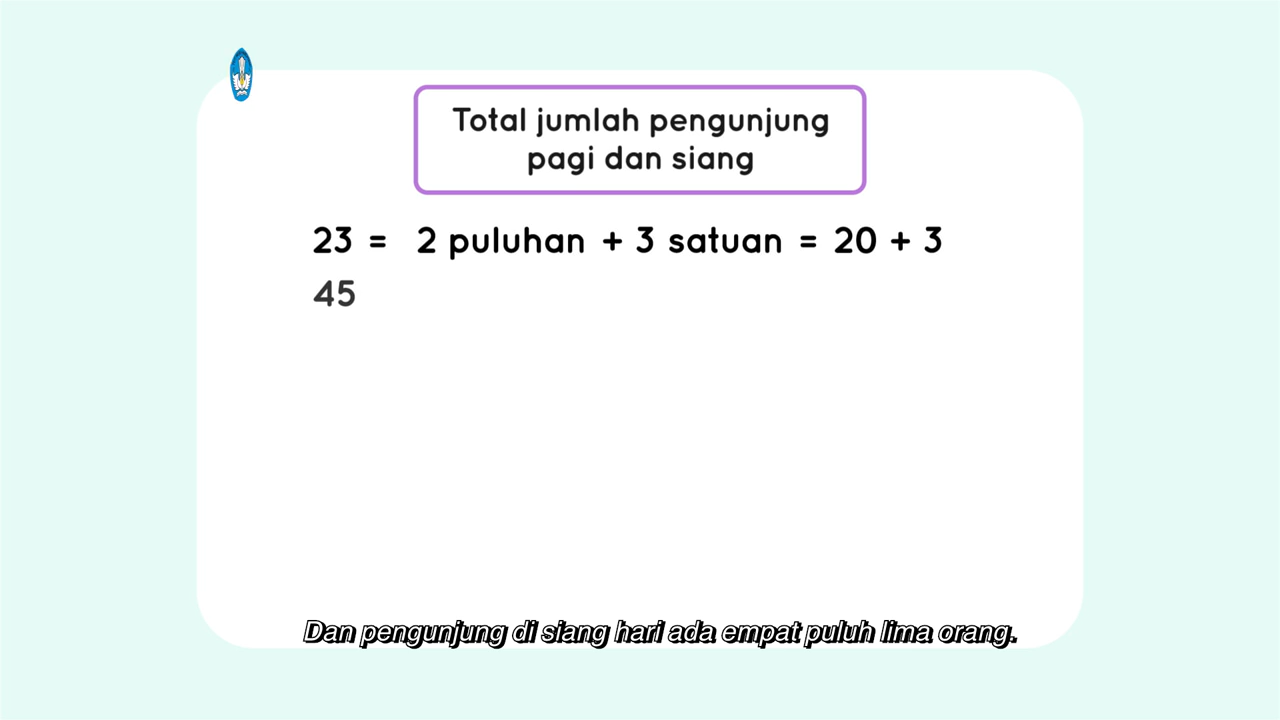 Total jumlah pengunjung
pagi dan siang
23 = 2 puluhan + 3 satuan = 20 + 3
45
Dan pengunjung di siang hari ada empat puluh lima orang.